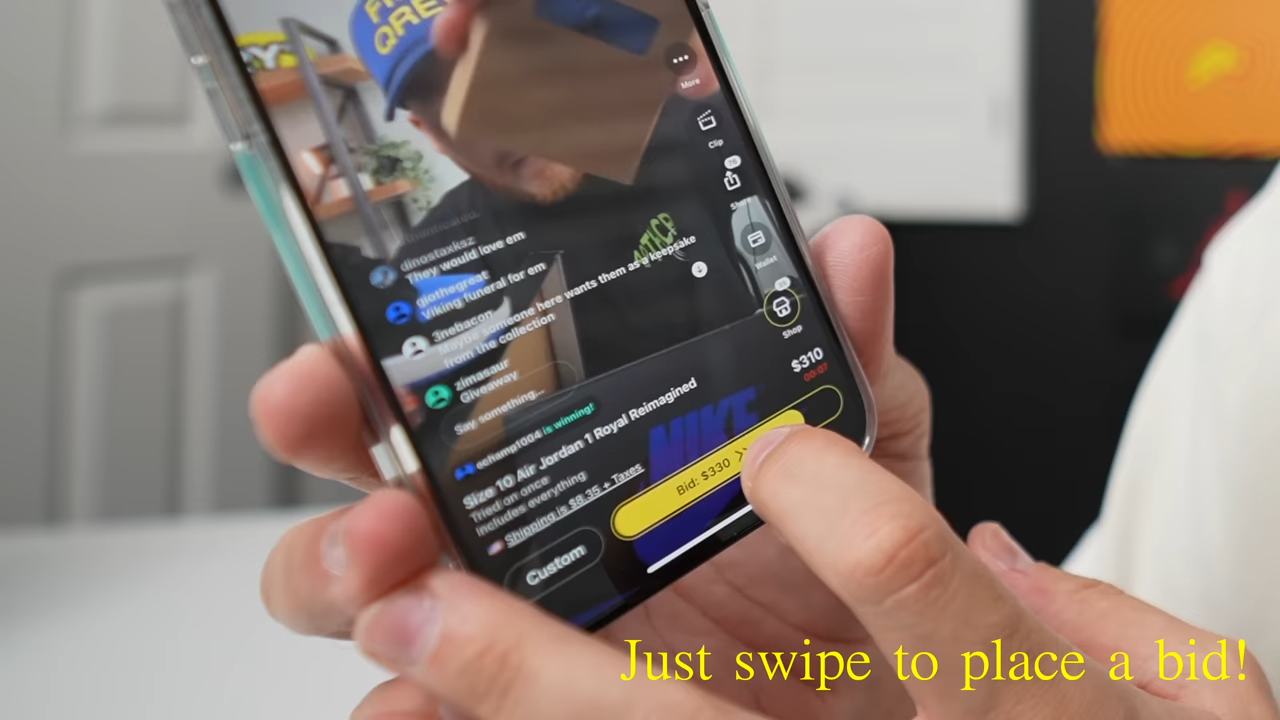 More
Clip
Share
Wallet
Shop
dinostaxksz
They would love em
giothegreat
Viking funeral for em
3nebacon
Maybe someone here wants them as a keepsake
from the collection
zimasaur
Giveaway
Say something...
$310
00:07
echamp1004 is winning!
Size 10 Air Jordan 1 Royal Reimagined
Tried on once
includes everything
Shipping is $8.35 + Taxes
NIKE
Bid: $330
Custom
Just swipe to place a bid!